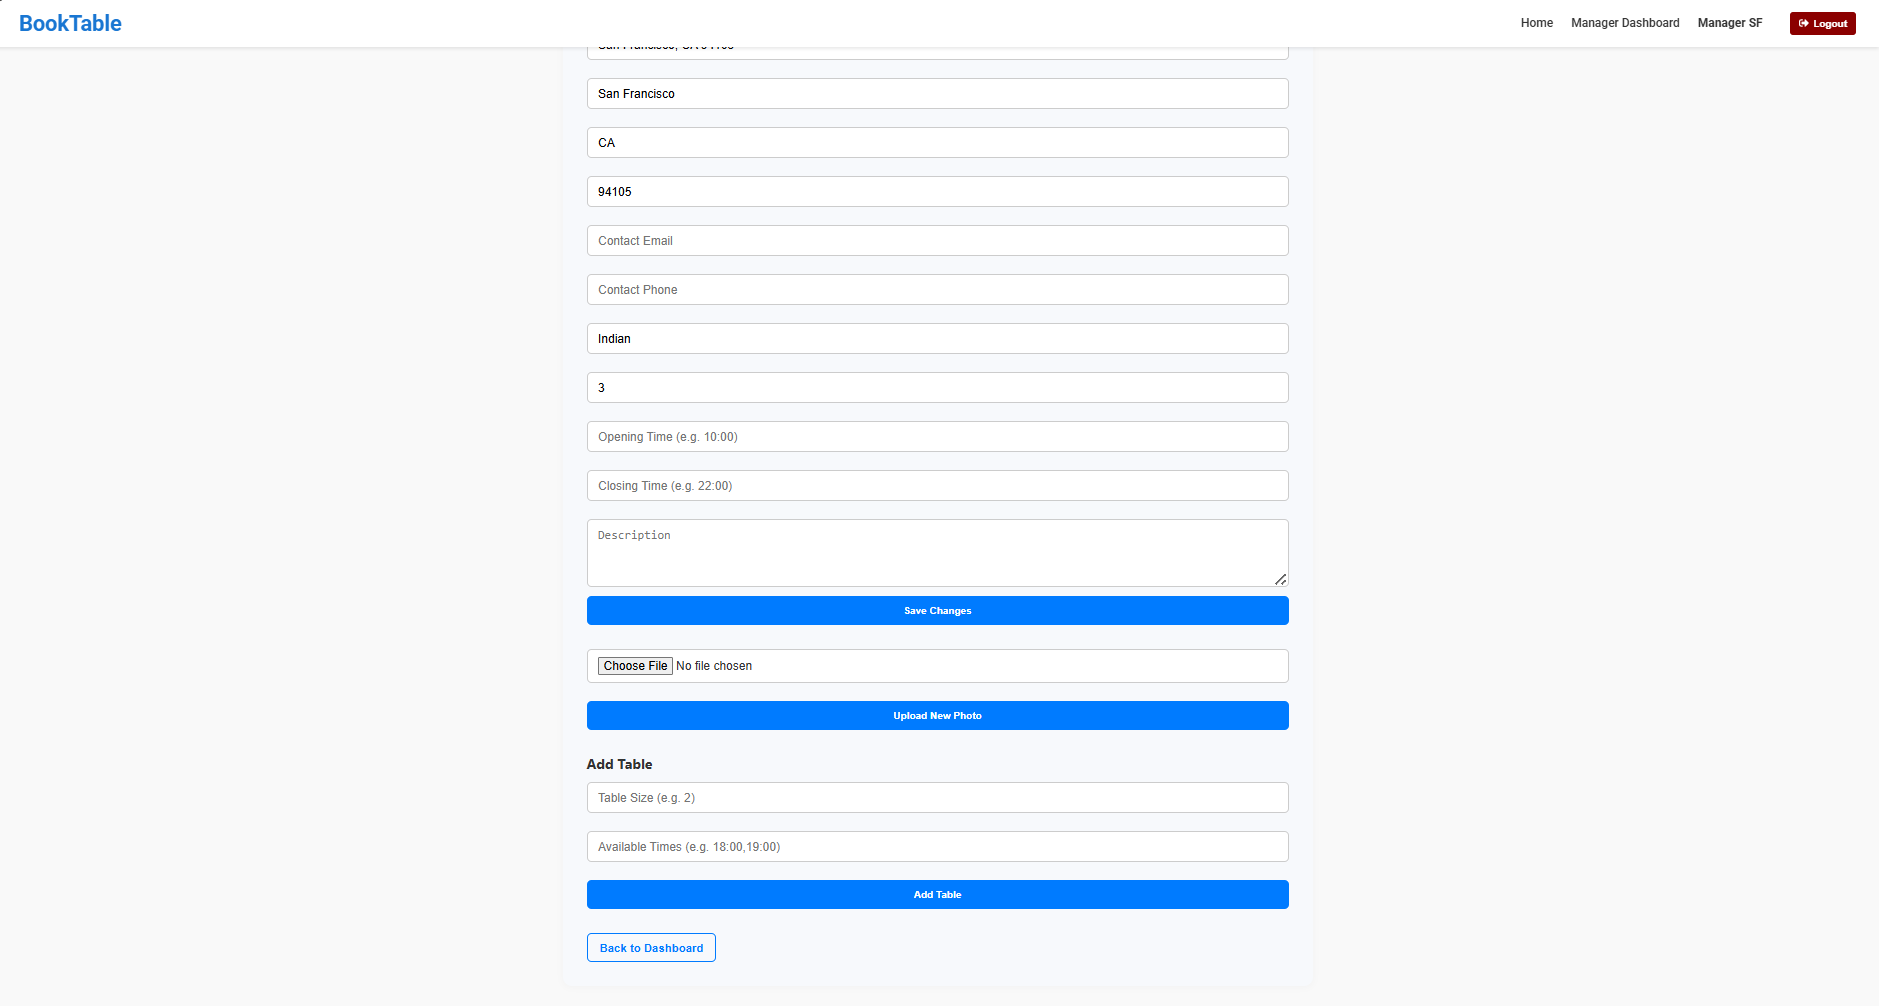 BookTable
Home
Manager Dashboard
Manager SF
Logout
San Francisco
CA
94105
Contact Email
Contact Phone
Indian
3
Opening Time (e.g. 10:00)
Closing Time (e.g. 22:00)
Description
Save Changes
Choose File No file chosen
Upload New Photo
Add Table
Table Size (e.g. 2)
Available Times (e.g. 18:00,19:00)
Add Table
Back to Dashboard